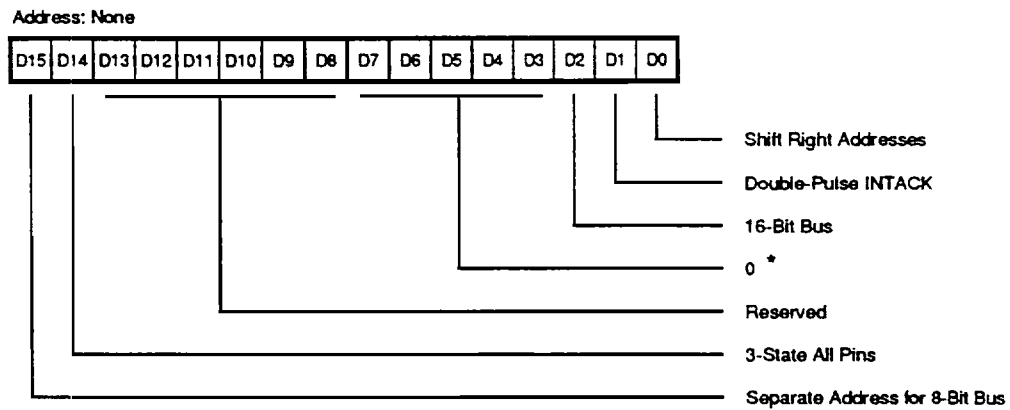 Address: None
D15 D14 D13 D12 D11 D10 D9 D8 D7 D6 D5 D4 D3 D2 D1 D0
Shift Right Addresses
Double-Pulse INTACK
16-Bit Bus
0 *
Reserved
3-State All Pins
Separate Address for 8-Bit Bus